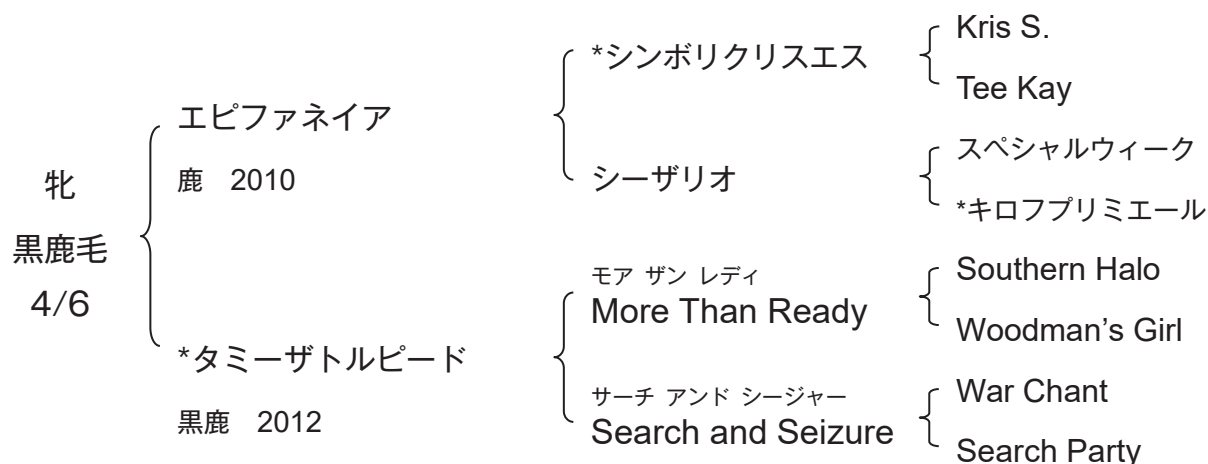 牝
黒鹿毛
4/6
エピファネイア
鹿　2010
*シンボリクリスエス
Kris S.
Tee Kay
シーザリオ
スペシャルウィーク
*キロフプリミエール
*タミーザトルピード
黒鹿　2012
モア ザン レディ
More Than Ready
Southern Halo
Woodman’s Girl
サーチ アンド シージャー
Search and Seizure
War Chant
Search Party